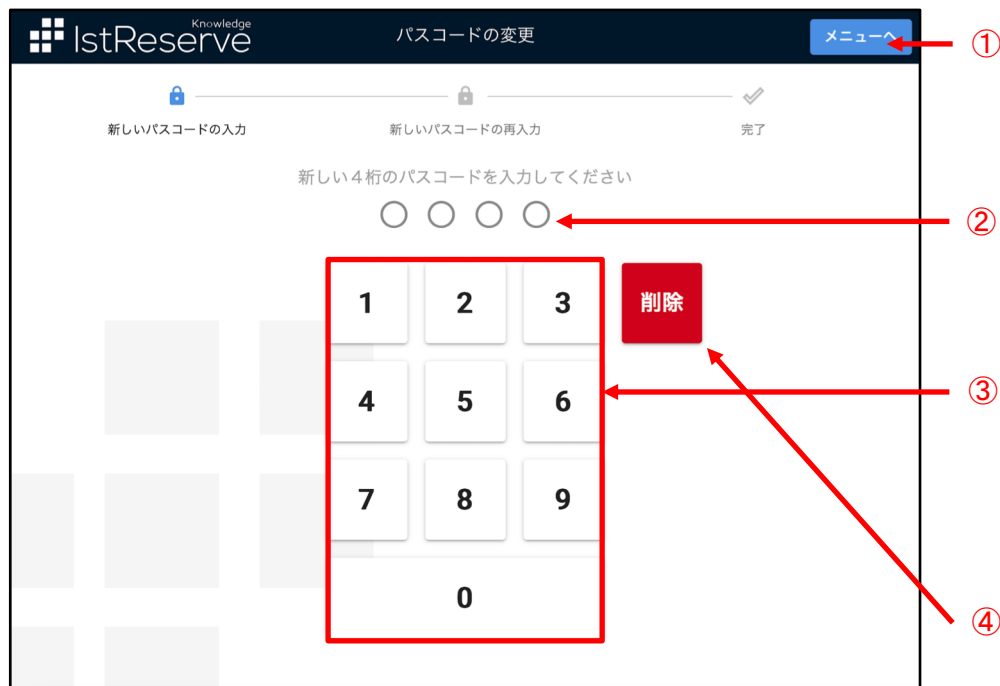 Knowledge
IstReserve
パスコードの変更
メニューへ
①
新しいパスコードの入力
新しいパスコードの再入力
完了
新しい4桁のパスコードを入力してください
②
1 2 3
削除
③
4 5 6
7 8 9
0
④